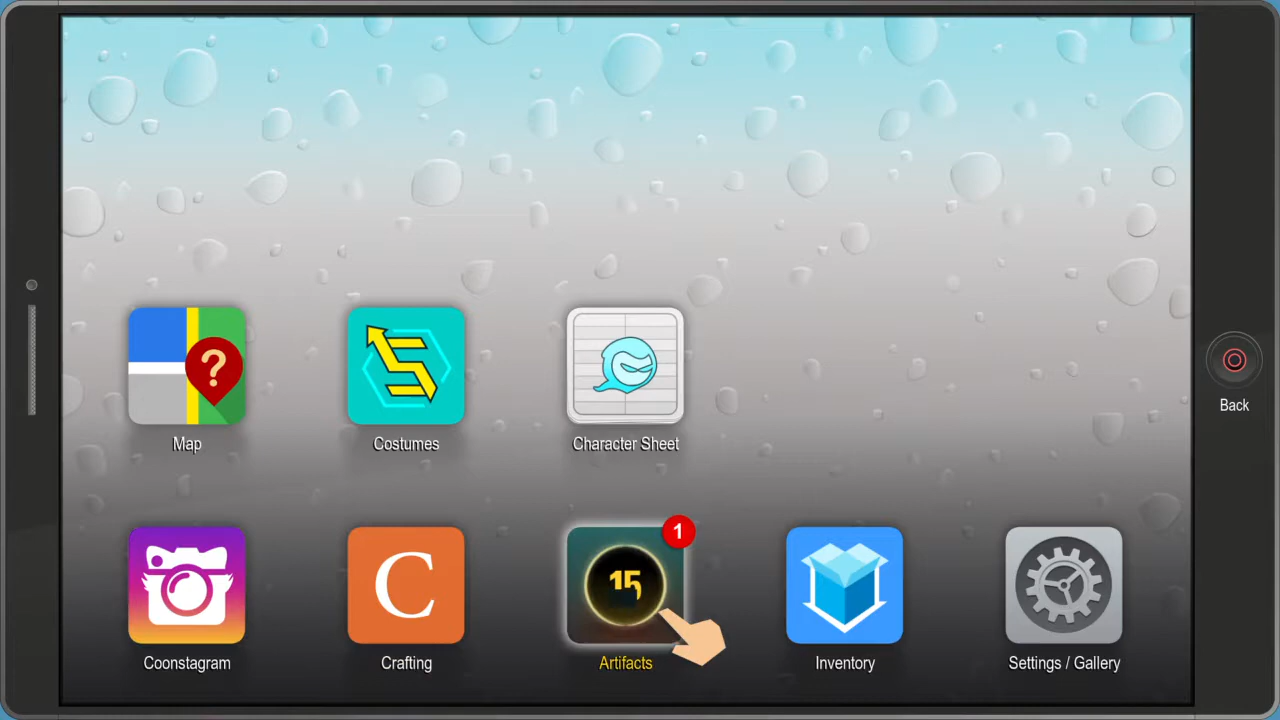 ?
Map
Costumes
Character Sheet
Back
1
15
C
Coonstagram
Crafting
Artifacts
Inventory
Settings / Gallery